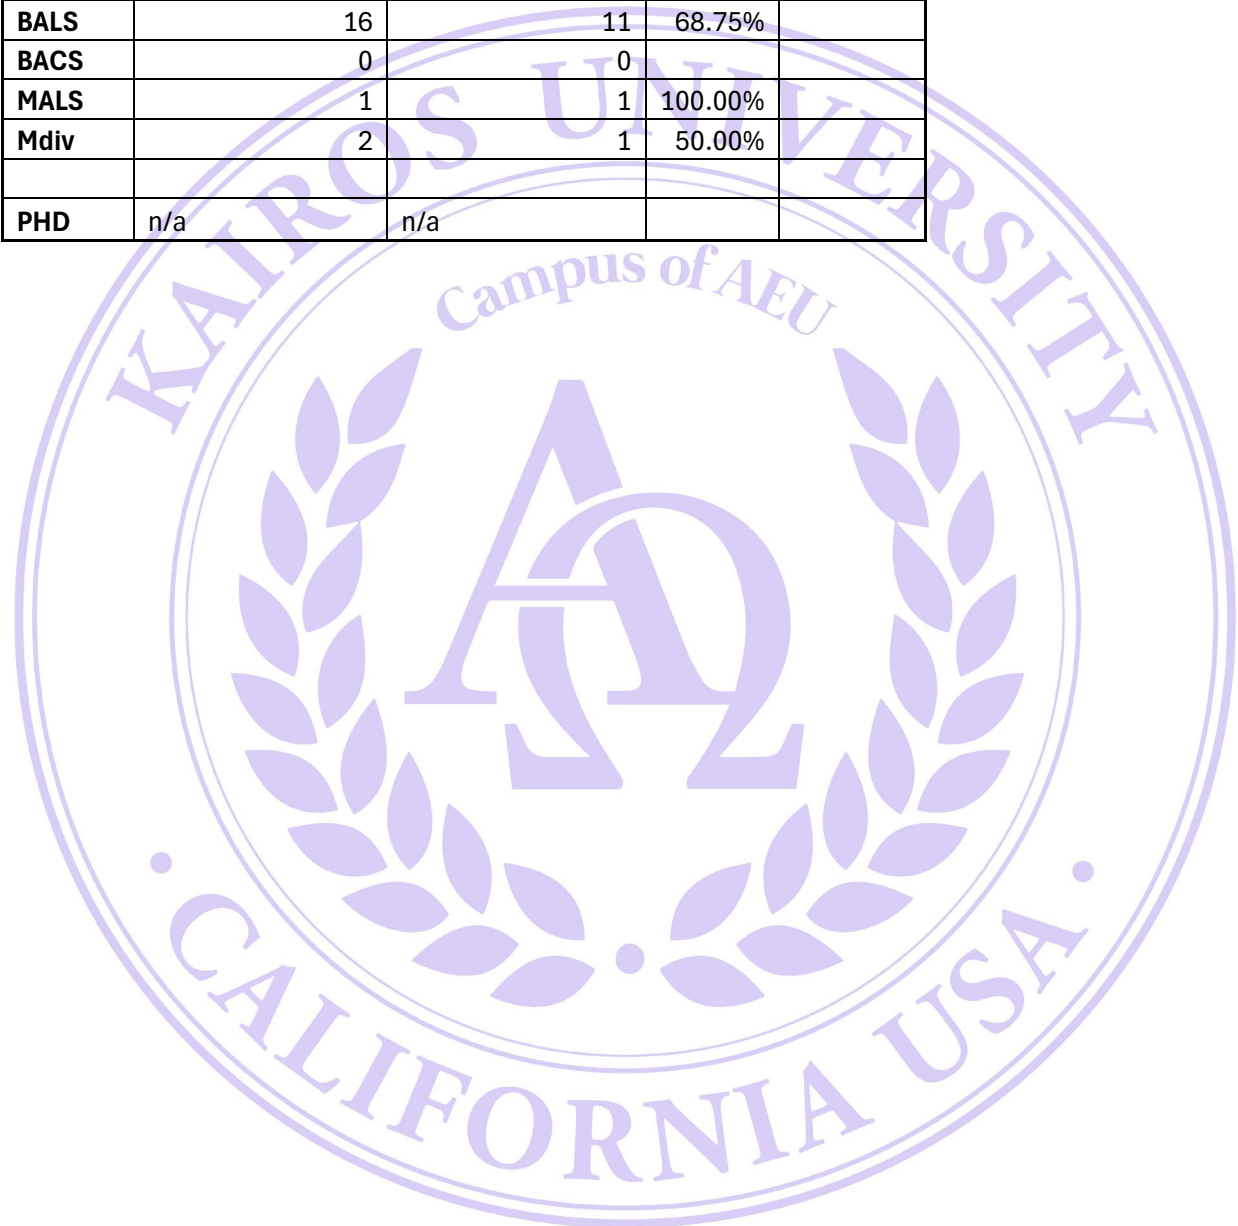 BALS 16 11 68.75%
BACS 0 0
MALS 1 1 100.00%
Mdiv 2 1 50.00%
PHD n/a n/a
KAIROS UNIVERSITY
Campus of AEU
ΑΩ
• CALIFORNIA USA •